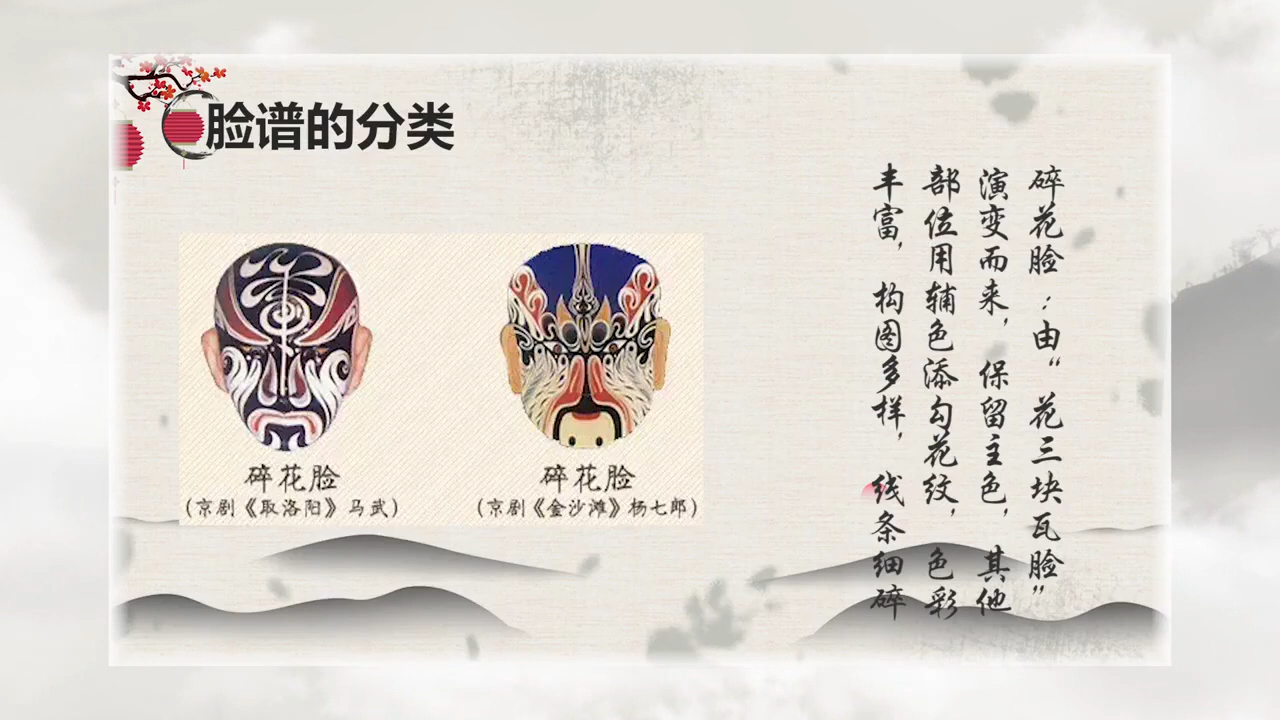 脸谱的分类
碎花脸：由“花三块瓦脸”
演变而来，保留主色，其他
部位用辅色添勾花纹，色彩
丰富，构图多样，线条细碎
碎花脸
（京剧《取洛阳》马武）
碎花脸
（京剧《金沙滩》杨七郎）